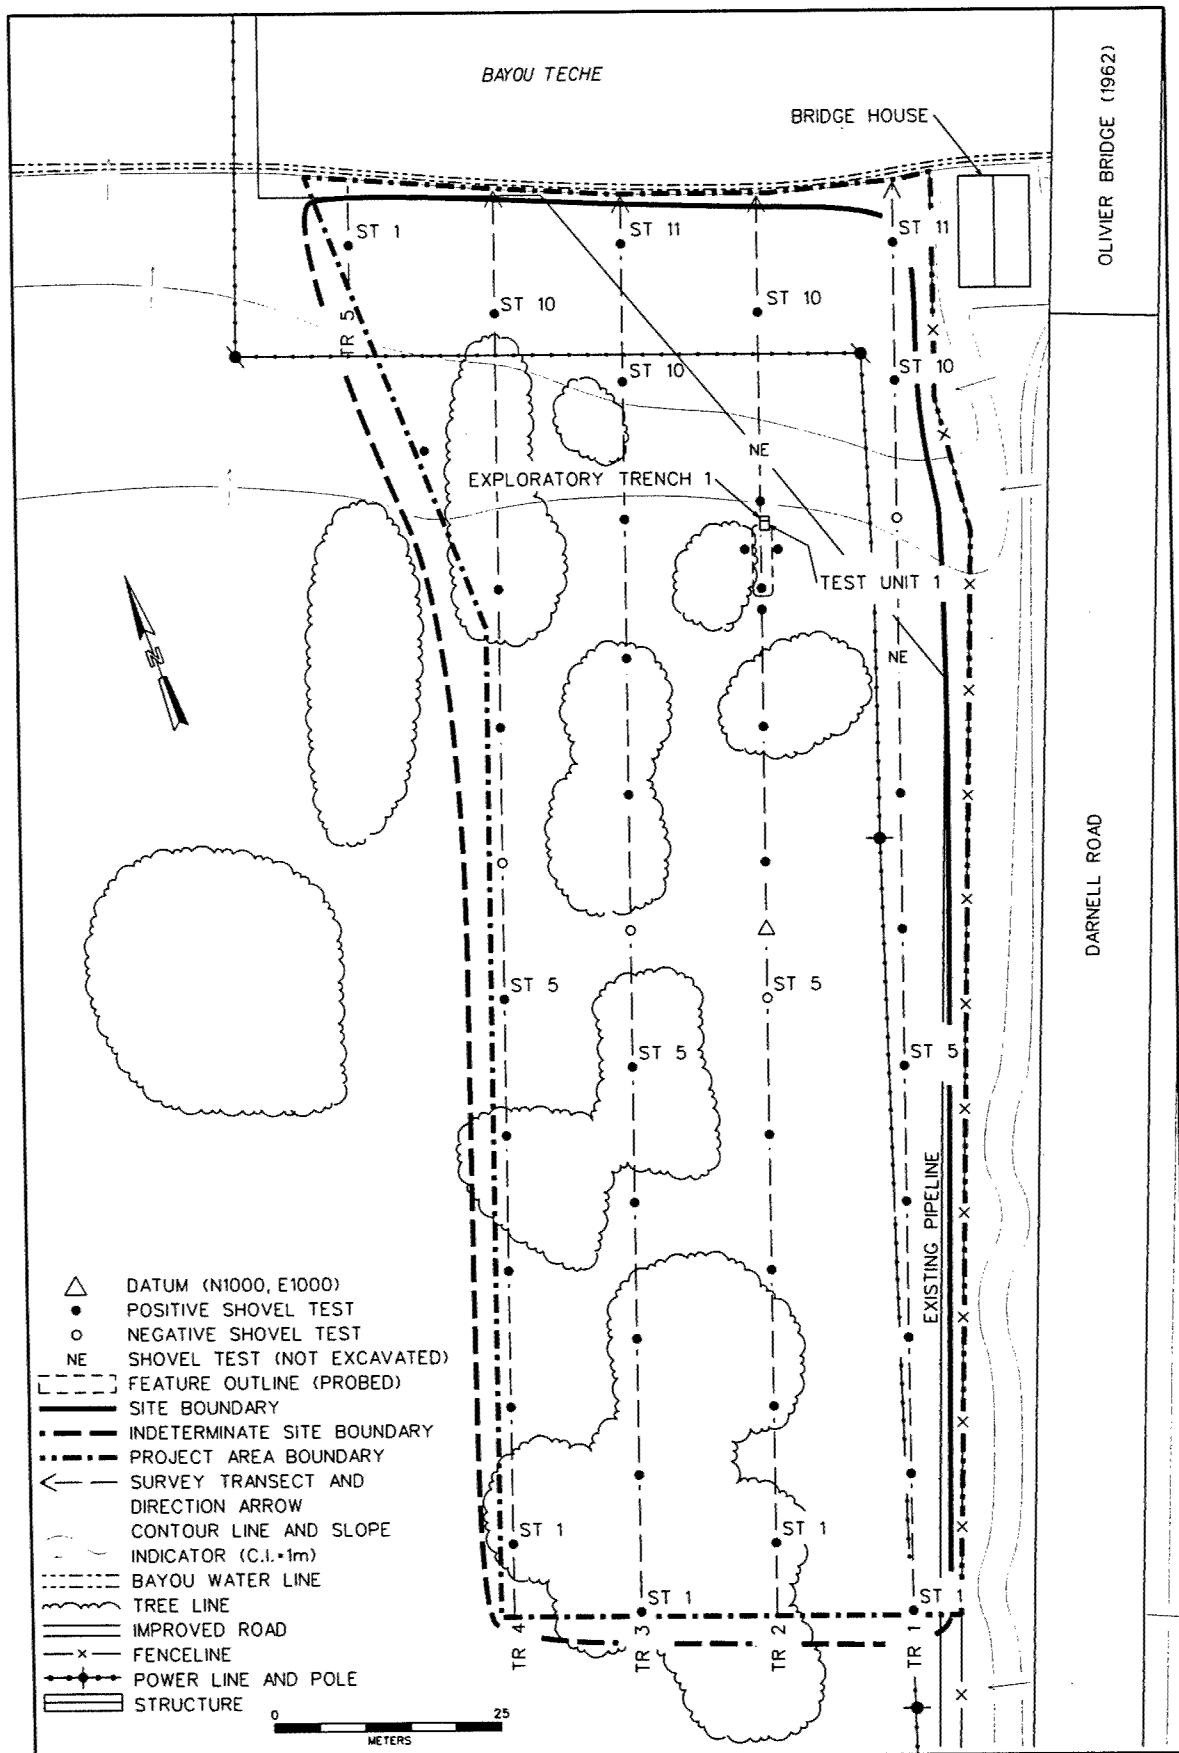 BAYOU TECHE
OLIVIER BRIDGE (1962)
BRIDGE HOUSE
ST 1
ST 11
ST 11
ST 10
ST 10
TR 5
ST 10
ST 10
NE
EXPLORATORY TRENCH 1
TEST UNIT 1
N
NE
DARNELL ROAD
ST 5
ST 5
ST 5
ST 5
EXISTING PIPELINE
DATUM (N1000, E1000)
POSITIVE SHOVEL TEST
NEGATIVE SHOVEL TEST
NE SHOVEL TEST (NOT EXCAVATED)
FEATURE OUTLINE (PROBED)
SITE BOUNDARY
INDETERMINATE SITE BOUNDARY
PROJECT AREA BOUNDARY
SURVEY TRANSECT AND
DIRECTION ARROW
CONTOUR LINE AND SLOPE
INDICATOR (C.I.=1m)
BAYOU WATER LINE
TREE LINE
IMPROVED ROAD
FENCELINE
POWER LINE AND POLE
STRUCTURE
ST 1
ST 1
ST 1
ST 1
TR 4
TR 3
TR 2
TR 1
0 25
METERS